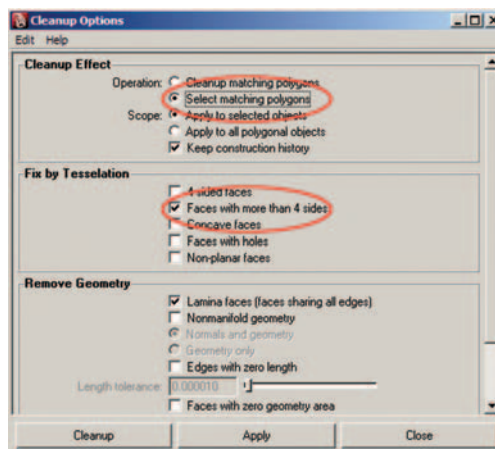 Cleanup Options
Edit Help
Cleanup Effect
Operation: Cleanup matching polygons
Select matching polygons
Scope: Apply to selected objects
Apply to all polygonal objects
Keep construction history
Fix by Tesselation
4-sided faces
Faces with more than 4 sides
Concave faces
Faces with holes
Non-planar faces
Remove Geometry
Lamina faces (faces sharing all edges)
Nonmanifold geometry
Normals and geometry
Geometry only
Edges with zero length
Length tolerance: 0.000010
Faces with zero geometry area
Cleanup Apply Close